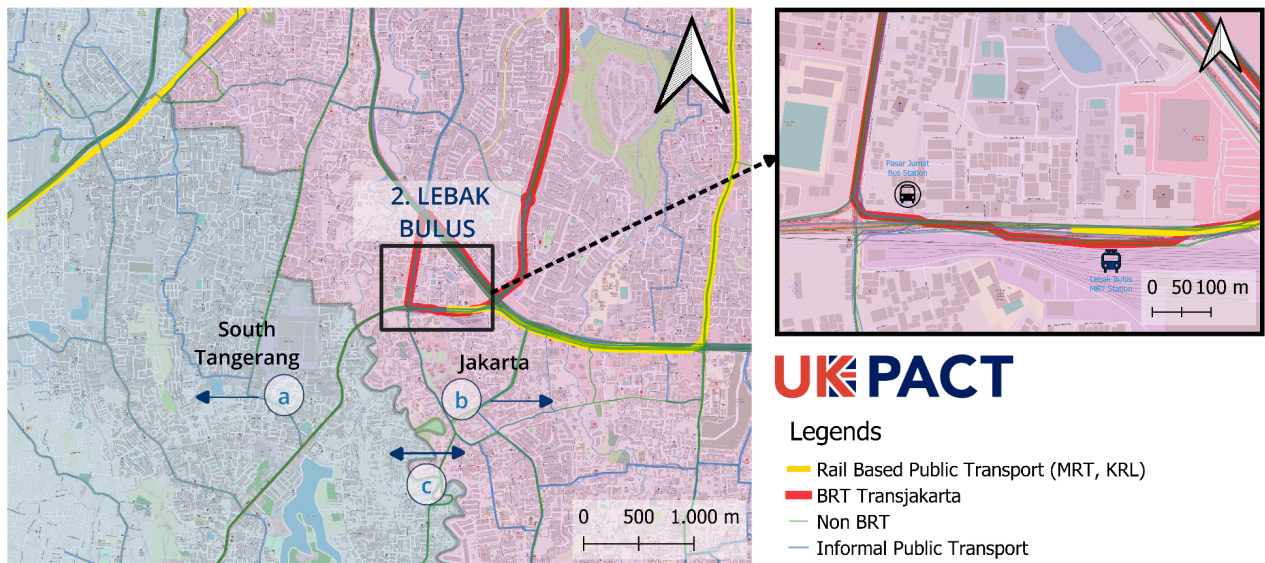 2. LEBAK
BULUS
South
Tangerang
Jakarta
a
b
c
0 500 1.000 m
Pasar Jumat
Bus Station
Lebak Bulus
MRT Station
0 50 100 m
UK PACT
Legends
Rail Based Public Transport (MRT, KRL)
BRT Transjakarta
Non BRT
Informal Public Transport